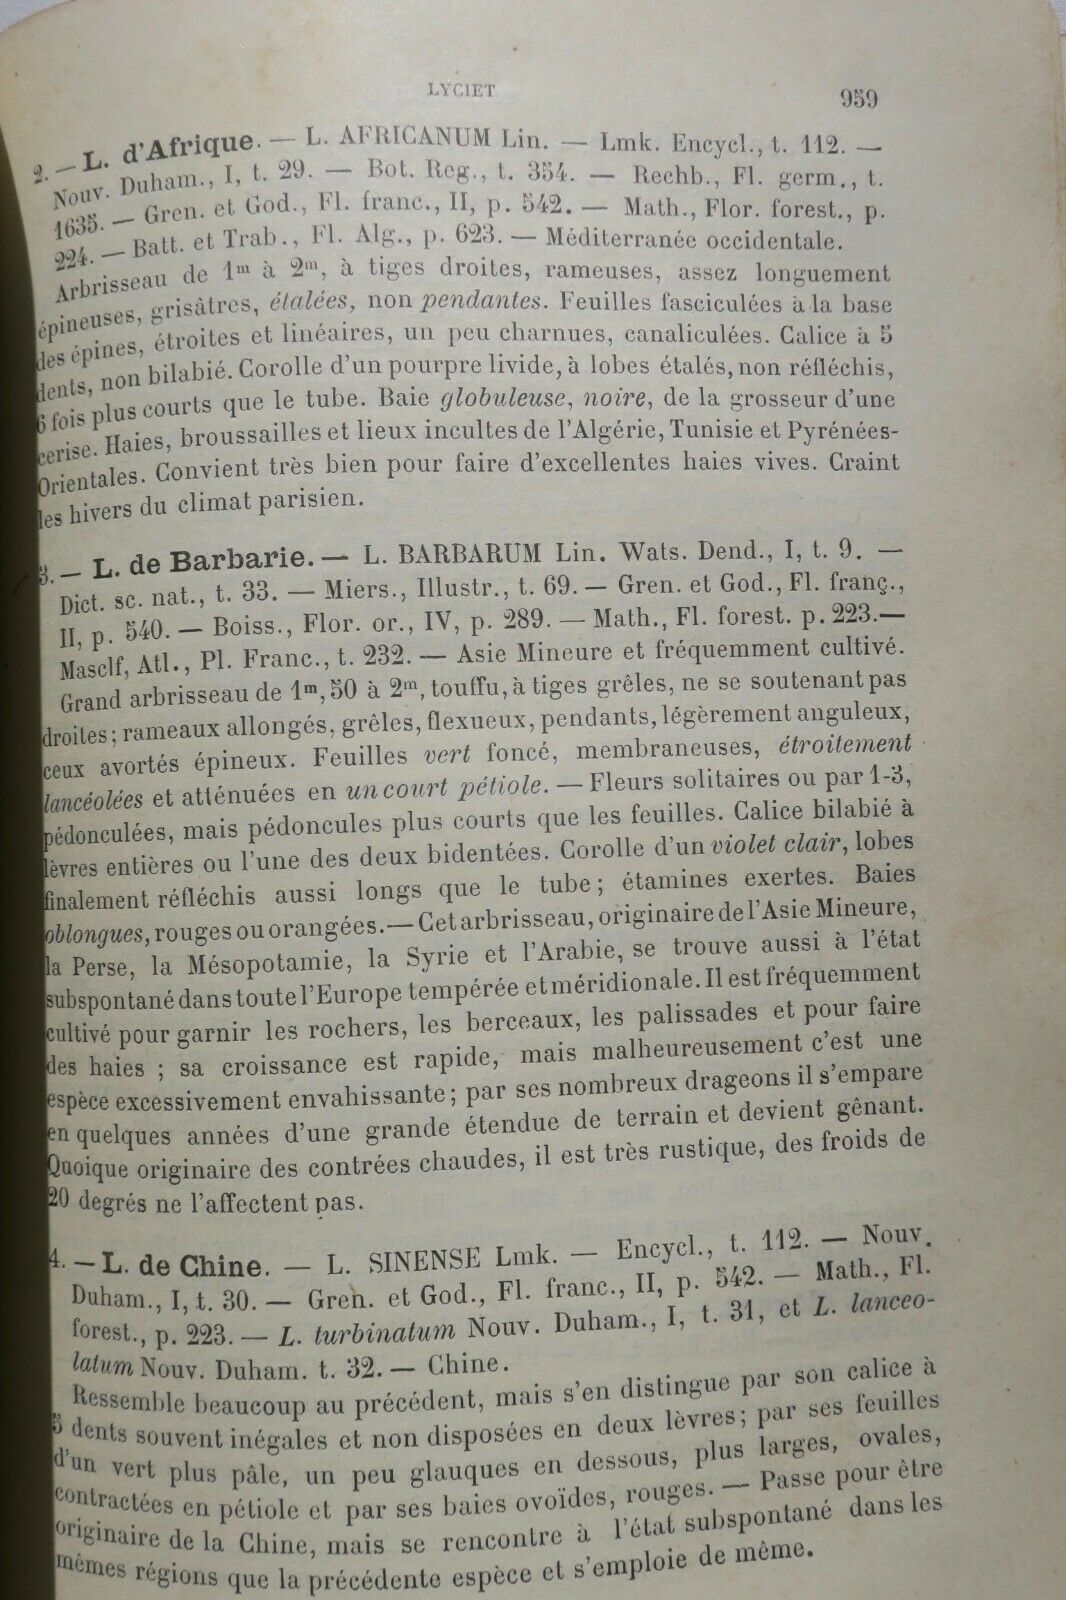 LYCIET
959
2. — L. d'Afrique. — L. AFRICANUM Lin. — Lmk. Encycl., t. 112. —
Nouv. Duham., I, t. 29. — Bot. Reg., t. 354. — Rechb., Fl. germ., t.
1635. — Gren. et God., Fl. franc., II, p. 542. — Math., Flor. forest., p.
224. — Batt. et Trab., Fl. Alg., p. 623. — Méditerranée occidentale.
Arbrisseau de 1m à 2m, à tiges droites, rameuses, assez longuement
épineuses, grisâtres, étalées, non pendantes. Feuilles fasciculées à la base
des épines, étroites et linéaires, un peu charnues, canaliculées. Calice à 5
dents, non bilabié. Corolle d'un pourpre livide, à lobes étalés, non réfléchis,
6 fois plus courts que le tube. Baie globuleuse, noire, de la grosseur d'une
cerise. Haies, broussailles et lieux incultes de l'Algérie, Tunisie et Pyrénées-
Orientales. Convient très bien pour faire d'excellentes haies vives. Craint
les hivers du climat parisien.
3. — L. de Barbarie. — L. BARBARUM Lin. Wats. Dend., I, t. 9. —
Dict. sc. nat., t. 33. — Miers., Illustr., t. 69. — Gren. et God., Fl. franç.,
II, p. 540. — Boiss., Flor. or., IV, p. 289. — Math., Fl. forest. p. 223.—
Masclf, Atl., Pl. Franc., t. 232. — Asie Mineure et fréquemment cultivé.
Grand arbrisseau de 1m,50 à 2m, touffu, à tiges grêles, ne se soutenant pas
droites; rameaux allongés, grêles, flexueux, pendants, légèrement anguleux,
ceux avortés épineux. Feuilles vert foncé, membraneuses, étroitement
lancéolées et atténuées en un court pétiole. — Fleurs solitaires ou par 1-3,
pédonculées, mais pédoncules plus courts que les feuilles. Calice bilabié à
lèvres entières ou l'une des deux bidentées. Corolle d'un violet clair, lobes
finalement réfléchis aussi longs que le tube; étamines exertes. Baies
oblongues, rouges ou orangées.— Cet arbrisseau, originaire de l'Asie Mineure,
la Perse, la Mésopotamie, la Syrie et l'Arabie, se trouve aussi à l'état
subspontané dans toute l'Europe tempérée et méridionale. Il est fréquemment
cultivé pour garnir les rochers, les berceaux, les palissades et pour faire
des haies ; sa croissance est rapide, mais malheureusement c'est une
espèce excessivement envahissante; par ses nombreux drageons il s'empare
en quelques années d'une grande étendue de terrain et devient gênant.
Quoique originaire des contrées chaudes, il est très rustique, des froids de
20 degrés ne l'affectent pas.
4. — L. de Chine. — L. SINENSE Lmk. — Encycl., t. 112. — Nouv.
Duham., I, t. 30. — Gren. et God., Fl. franc., II, p. 542. — Math., Fl.
forest., p. 223. — L. turbinatum Nouv. Duham., I, t. 31, et L. lanceo-
latum Nouv. Duham. t. 32. — Chine.
Ressemble beaucoup au précédent, mais s'en distingue par son calice à
5 dents souvent inégales et non disposées en deux lèvres; par ses feuilles
d'un vert plus pâle, un peu glauques en dessous, plus larges, ovales,
contractées en pétiole et par ses baies ovoïdes, rouges. — Passe pour être
originaire de la Chine, mais se rencontre à l'état subspontané dans les
mêmes régions que la précédente espèce et s'emploie de même.